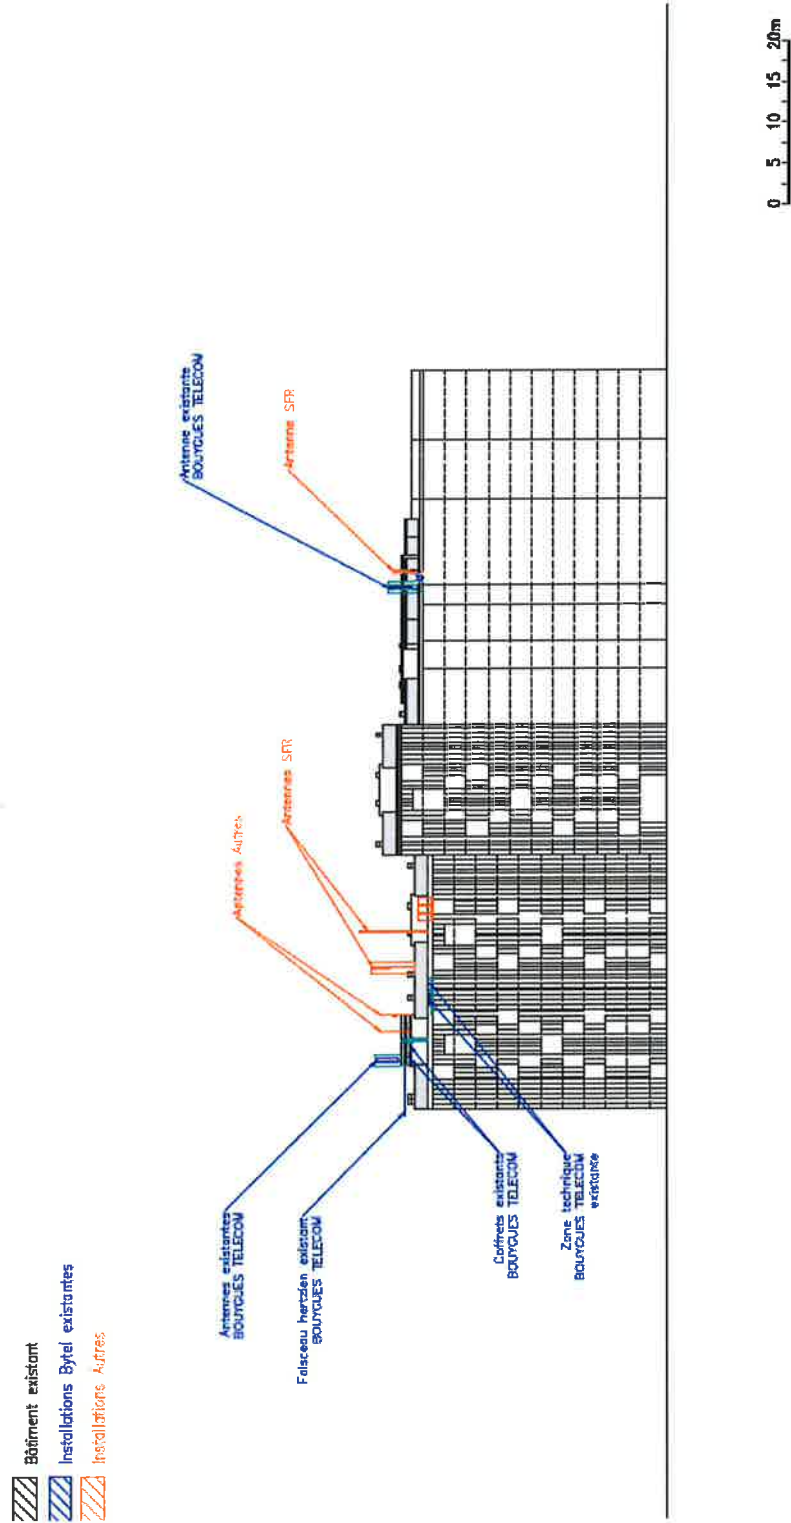 Bâtiment existant
Installations Bytel existantes
Installations Autres
Antennes existantes
BOUYGUES TELECOM
Faisceau hertzien existant
BOUYGUES TELECOM
Coffrets existants
BOUYGUES TELECOM
Zone technique
BOUYGUES TELECOM
existante
Antennes Autres
Antennes SFR
Antenne existante
BOUYGUES TELECOM
Antenne SFR
0 5 10 15 20m